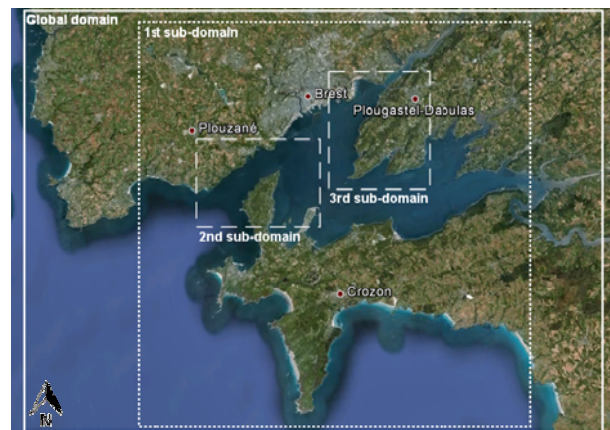 Global domain
1st sub-domain
Brest
Plougastel-Daoulas
Plouzané
3rd sub-domain
2nd sub-domain
Crozon
N